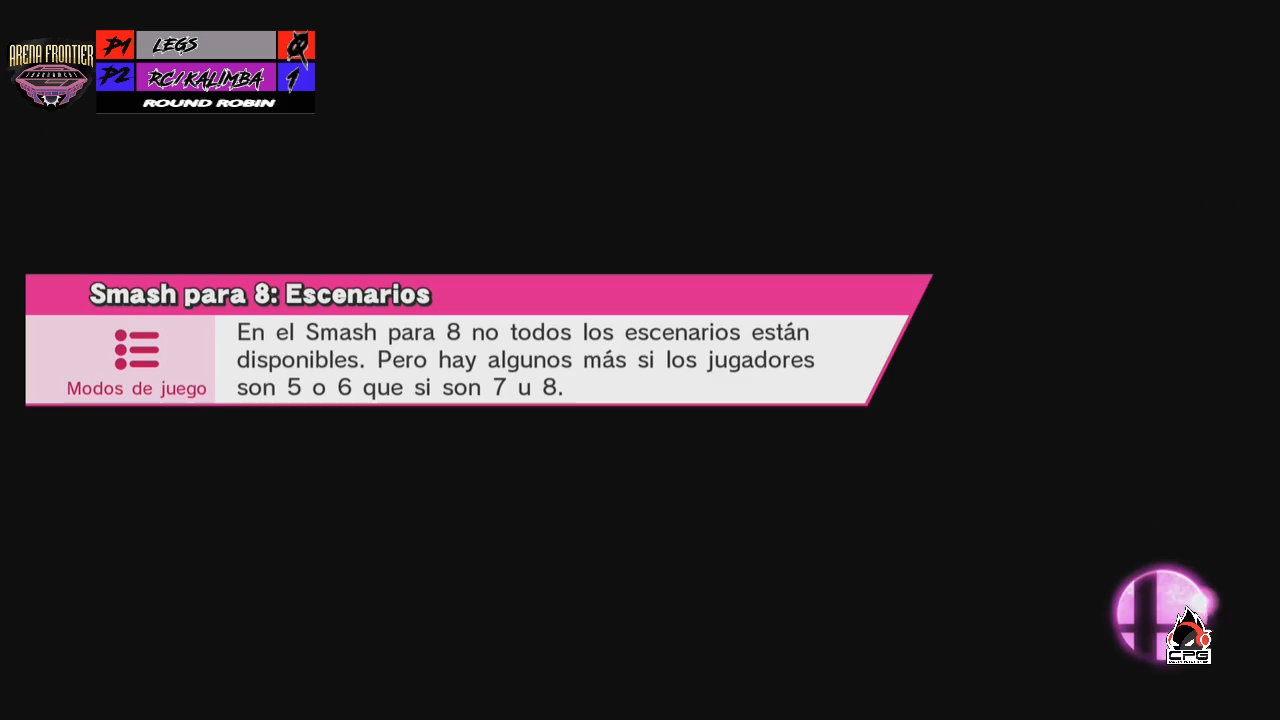 ARENA FRONTIER
TOURNAMENT
P1 LEGS 0
P2 RC/KALIMBA 1
ROUND ROBIN
Smash para 8: Escenarios
En el Smash para 8 no todos los escenarios están
disponibles. Pero hay algunos más si los jugadores
son 5 o 6 que si son 7 u 8.
Modos de juego
CPG